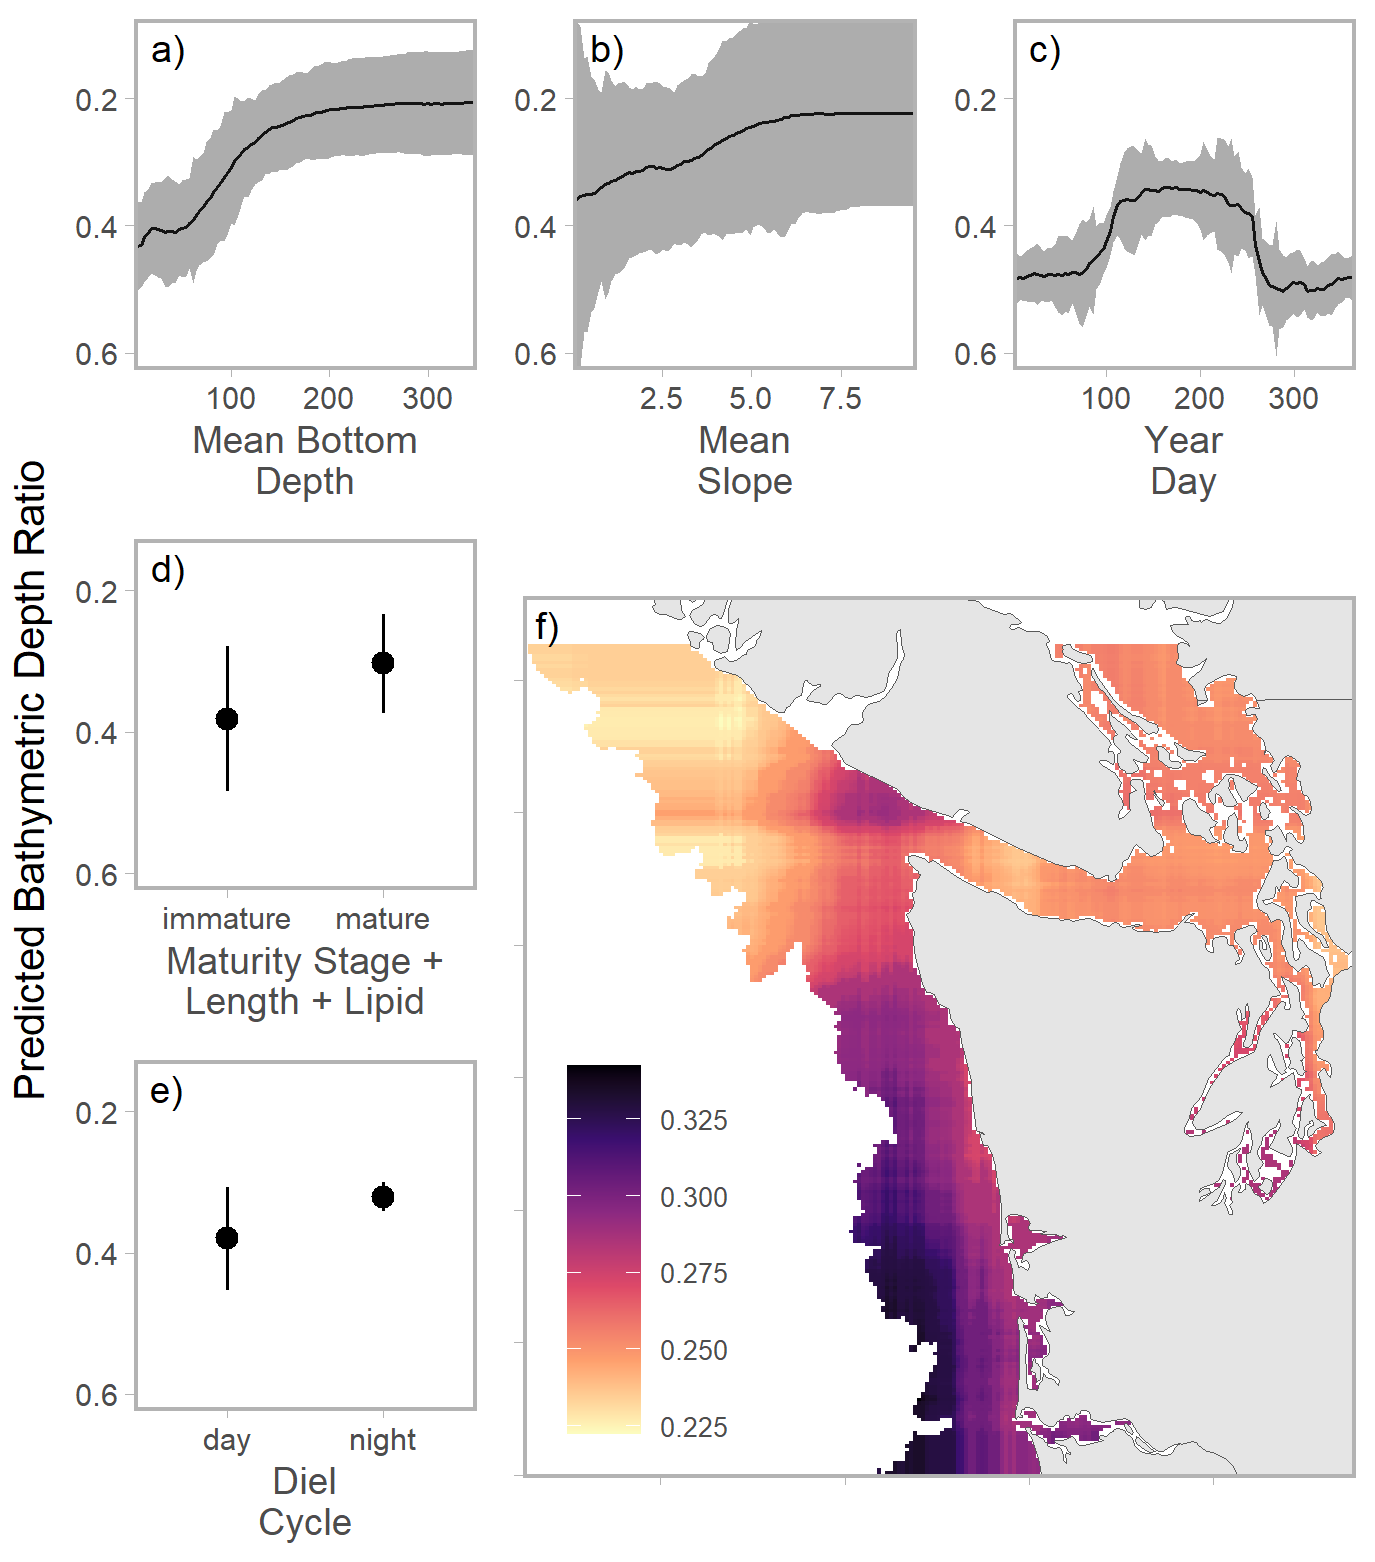 Predicted Bathymetric Depth Ratio
a)
0.2
0.4
0.6
100 200 300
Mean Bottom
Depth
b)
0.2
0.4
0.6
2.5 5.0 7.5
Mean
Slope
c)
0.2
0.4
0.6
100 200 300
Year
Day
d)
0.2
0.4
0.6
immature mature
Maturity Stage +
Length + Lipid
e)
0.2
0.4
0.6
day night
Diel
Cycle
f)
0.325
0.300
0.275
0.250
0.225